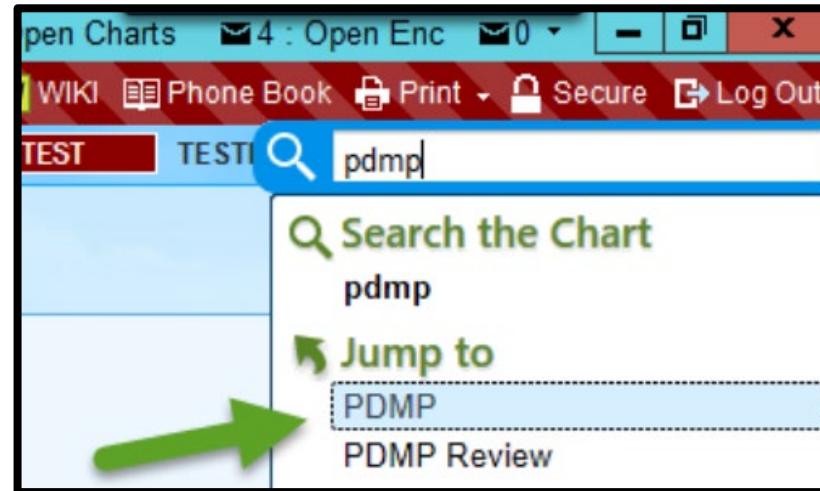 pen Charts 4 : Open Enc 0
WIKI Phone Book Print Secure Log Out
TEST TESTI pdmp
Search the Chart
pdmp
Jump to
PDMP
PDMP Review